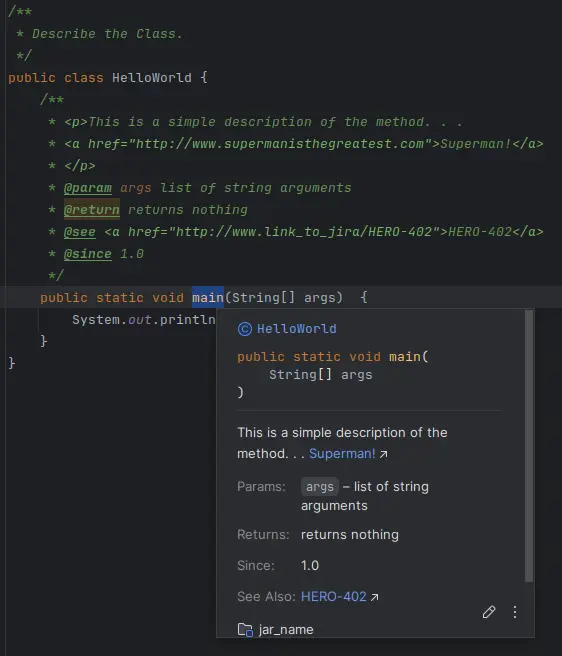 /**
 * Describe the Class.
 */
public class HelloWorld {
    /**
     * <p>This is a simple description of the method. . .
     * <a href="http://www.supermanisthegreatest.com">Superman!</a>
     * </p>
     * @param args list of string arguments
     * @return returns nothing
     * @see <a href="http://www.link_to_jira/HERO-402">HERO-402</a>
     * @since 1.0
     */
    public static void main(String[] args)  {
        System.out.println
    }
}
HelloWorld
public static void main(
    String[] args
)
This is a simple description of the
method. . . Superman!
Params: args – list of string
arguments
Returns: returns nothing
Since: 1.0
See Also: HERO-402
jar_name